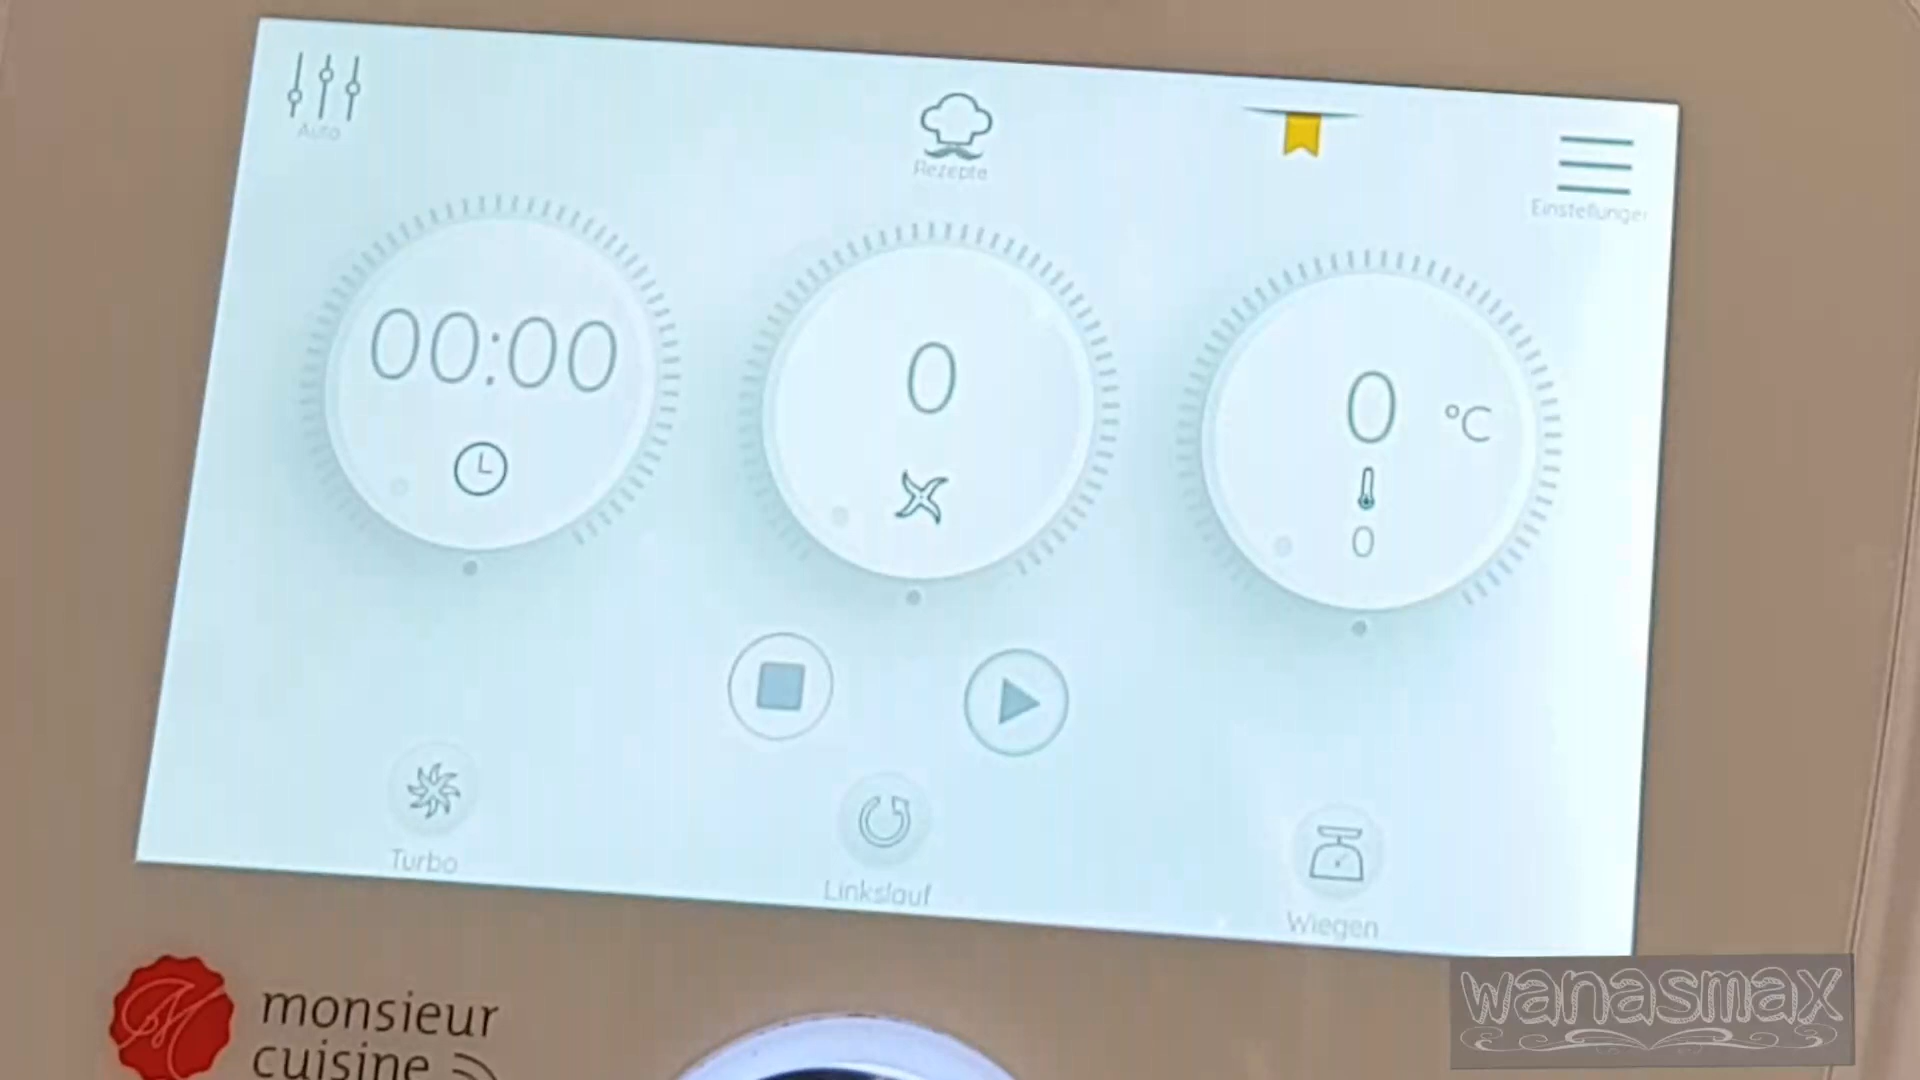 Auto
Rezepte
Einstellungen
00:00
0
0 °C
0
Turbo
Linkslauf
Wiegen
monsieur
cuisine
wanasmax